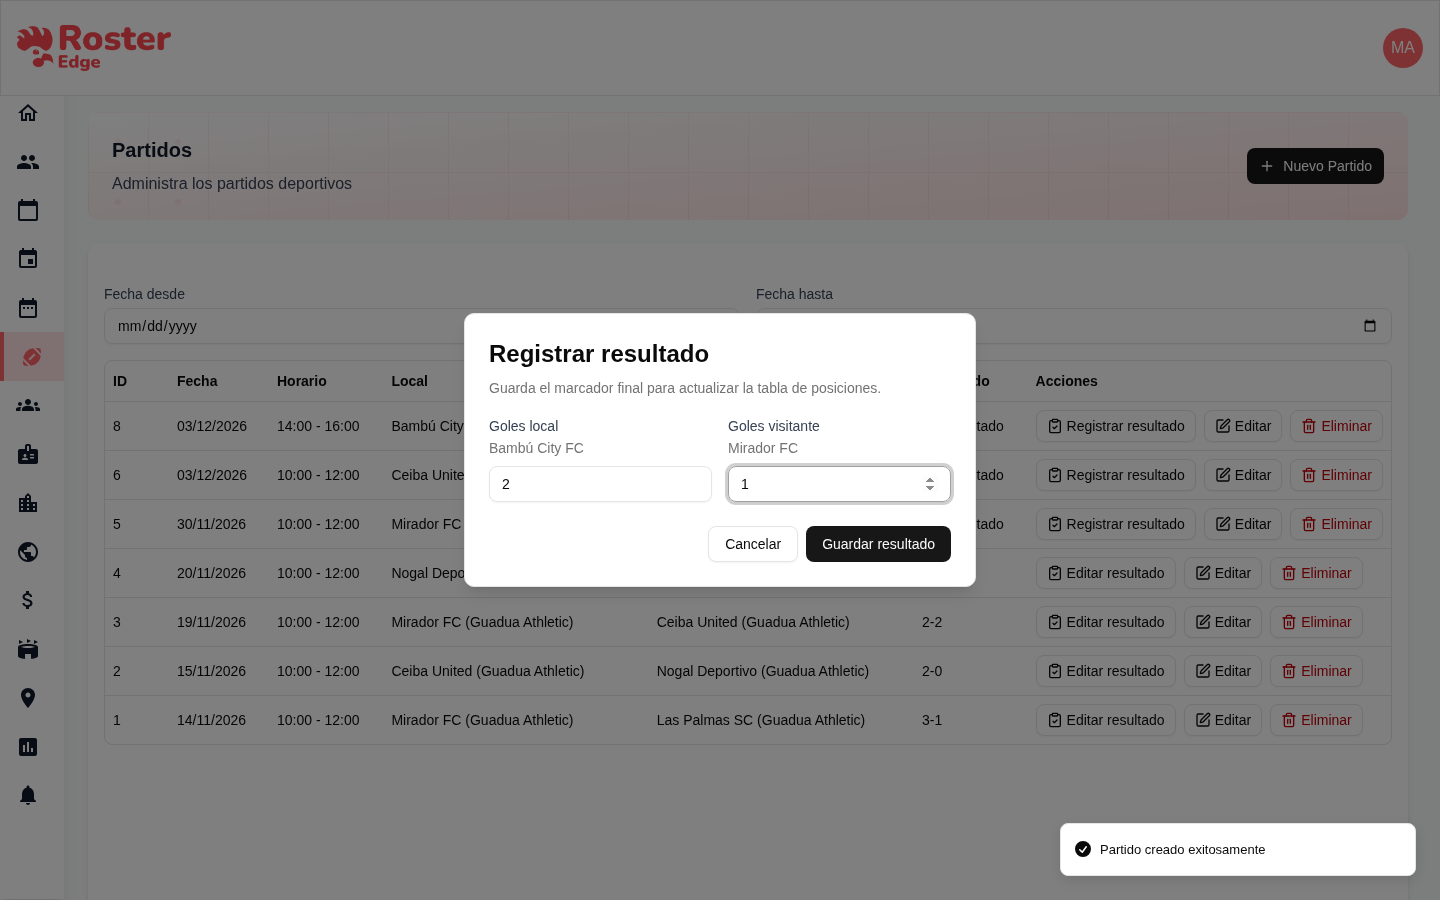 Roster
Edge
MA
Partidos
Administra los partidos deportivos
Nuevo Partido
Fecha desde
Fecha hasta
mm/dd/yyyy
ID Fecha Horario Local do Acciones
8 03/12/2026 14:00 - 16:00 Bambú City tado Registrar resultado Editar Eliminar
6 03/12/2026 10:00 - 12:00 Ceiba Unite tado Registrar resultado Editar Eliminar
5 30/11/2026 10:00 - 12:00 Mirador FC tado Registrar resultado Editar Eliminar
4 20/11/2026 10:00 - 12:00 Nogal Depo Editar resultado Editar Eliminar
3 19/11/2026 10:00 - 12:00 Mirador FC (Guadua Athletic) Ceiba United (Guadua Athletic) 2-2 Editar resultado Editar Eliminar
2 15/11/2026 10:00 - 12:00 Ceiba United (Guadua Athletic) Nogal Deportivo (Guadua Athletic) 2-0 Editar resultado Editar Eliminar
1 14/11/2026 10:00 - 12:00 Mirador FC (Guadua Athletic) Las Palmas SC (Guadua Athletic) 3-1 Editar resultado Editar Eliminar
Registrar resultado
Guarda el marcador final para actualizar la tabla de posiciones.
Goles local Goles visitante
Bambú City FC Mirador FC
2 1
Cancelar Guardar resultado
Partido creado exitosamente